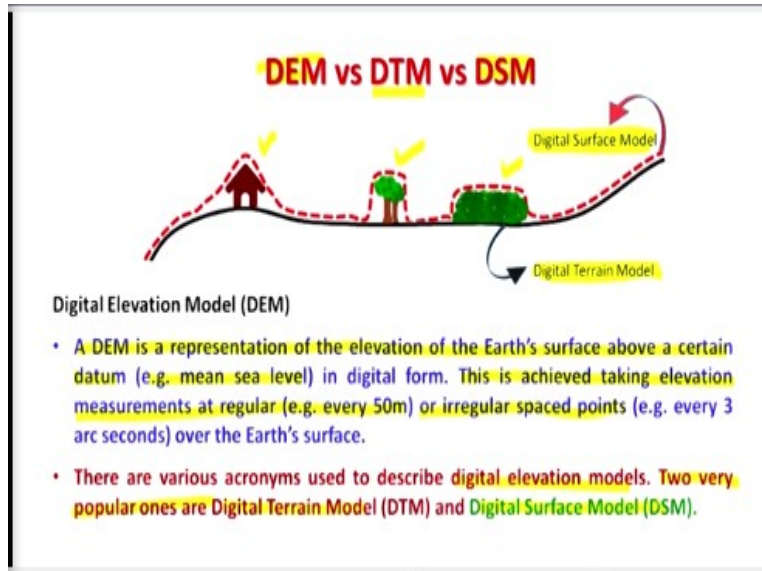 DEM vs DTM vs DSM
Digital Surface Model
Digital Terrain Model
Digital Elevation Model (DEM)
• A DEM is a representation of the elevation of the Earth's surface above a certain
datum (e.g. mean sea level) in digital form. This is achieved taking elevation
measurements at regular (e.g. every 50m) or irregular spaced points (e.g. every 3
arc seconds) over the Earth's surface.
• There are various acronyms used to describe digital elevation models. Two very
popular ones are Digital Terrain Model (DTM) and Digital Surface Model (DSM).